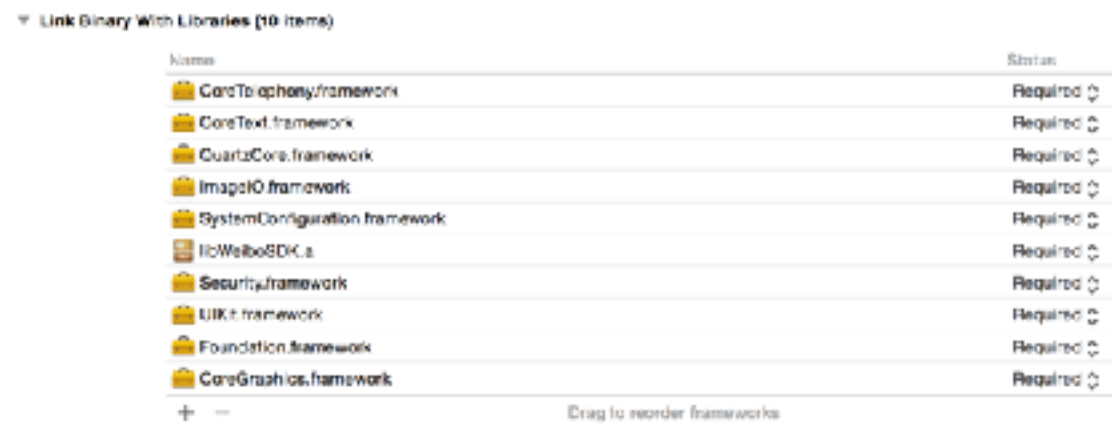 Link Binary With Libraries (10 items)
Name Status
CoreTelephony.framework Required
CoreText.framework Required
QuartzCore.framework Required
ImageIO.framework Required
SystemConfiguration.framework Required
libWeiboSDK.a Required
Security.framework Required
UIKit.framework Required
Foundation.framework Required
CoreGraphics.framework Required
+ − Drag to reorder frameworks